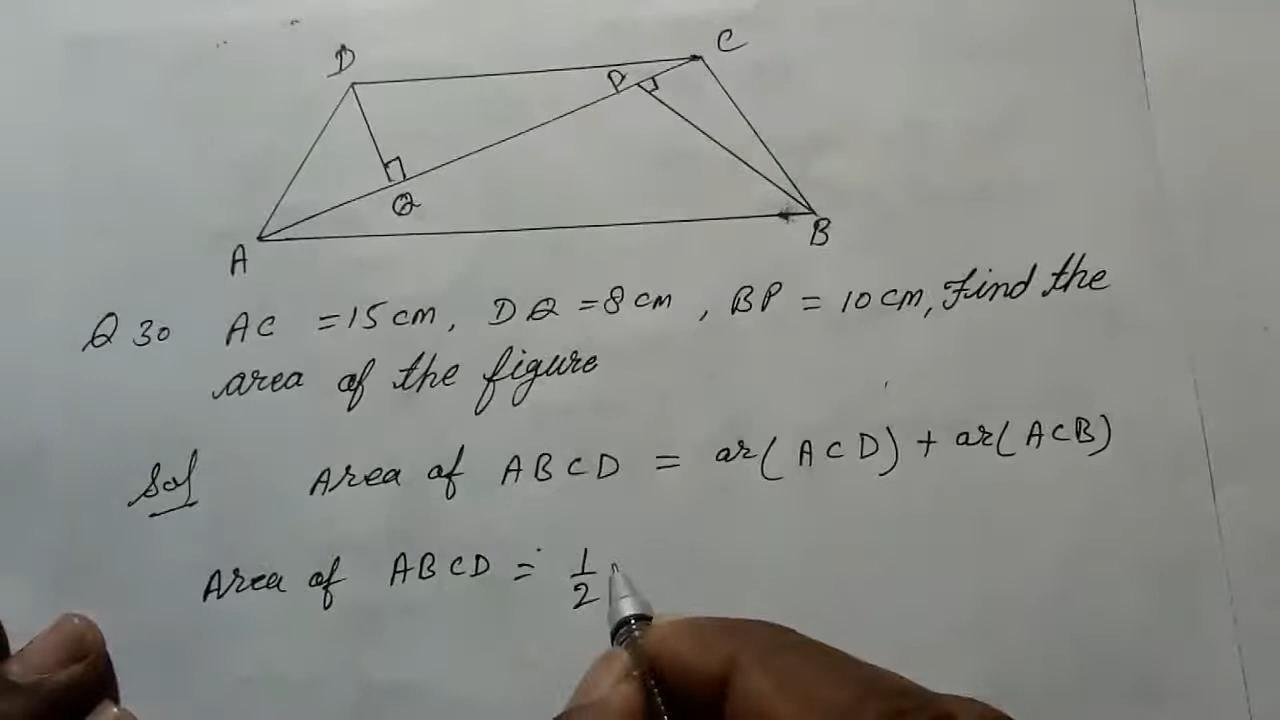 D C
P
Q
A B
Q 30 AC = 15 cm, DQ = 8 cm, BP = 10 cm, Find the
area of the figure
Sol Area of ABCD = ar(ACD) + ar(ACB)
Area of ABCD = 1/2